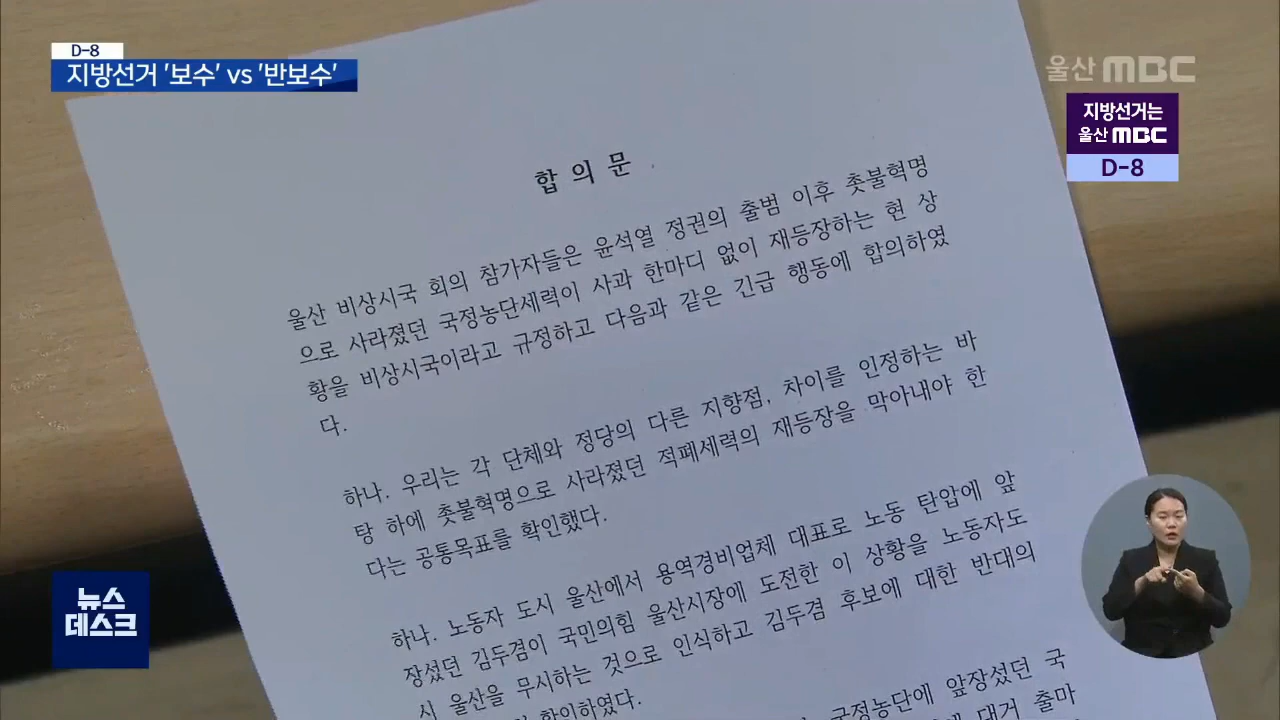 D-8
지방선거 '보수' vs '반보수'
울산 MBC
지방선거는
울산 MBC
D-8
합 의 문
울산 비상시국 회의 참가자들은 윤석열 정권의 출범 이후 촛불혁명
으로 사라졌던 국정농단세력이 사과 한마디 없이 재등장하는 현 상
황을 비상시국이라고 규정하고 다음과 같은 긴급 행동에 합의하였
다.
하나. 우리는 각 단체와 정당의 다른 지향점, 차이를 인정하는 바
탕 하에 촛불혁명으로 사라졌던 적폐세력의 재등장을 막아내야 한
다는 공통목표를 확인했다.
하나. 노동자 도시 울산에서 용역경비업체 대표로 노동 탄압에 앞
장섰던 김두겸이 국민의힘 울산시장에 도전한 이 상황을 노동자도
시 울산을 무시하는 것으로 인식하고 김두겸 후보에 대한 반대의
확인하였다.
국정농단에 앞장섰던 국
대거 출마
뉴스
데스크